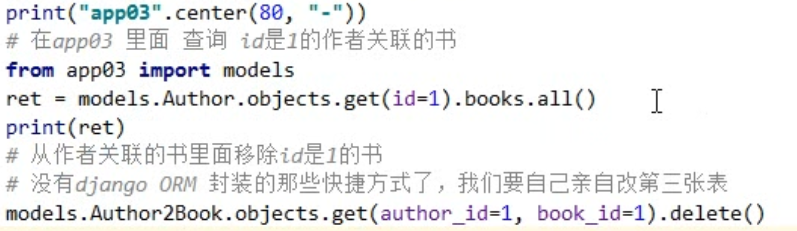 print("app03".center(80, "-"))
# 在app03 里面 查询 id是1的作者关联的书
from app03 import models
ret = models.Author.objects.get(id=1).books.all()
print(ret)
# 从作者关联的书里面移除id是1的书
# 没有django ORM 封装的那些快捷方式了，我们要自己亲自改第三张表
models.Author2Book.objects.get(author_id=1, book_id=1).delete()